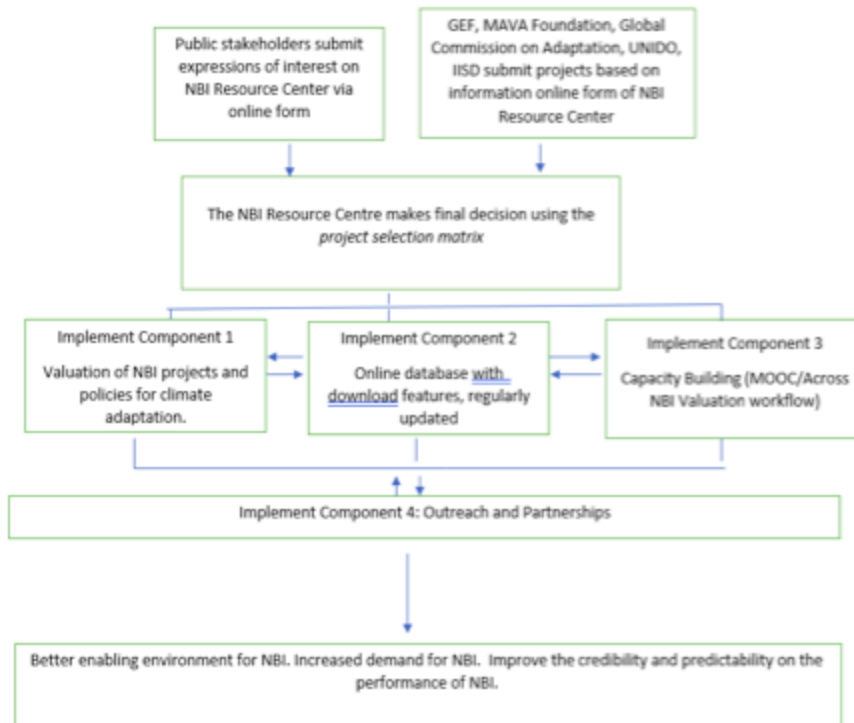 Public stakeholders submit
expressions of interest on
NBI Resource Center via
online form
GEF, MAVA Foundation, Global
Commission on Adaptation, UNIDO,
IISD submit projects based on
information online form of NBI
Resource Center
The NBI Resource Centre makes final decision using the
project selection matrix
Implement Component 1
Valuation of NBI projects and
policies for climate
adaptation.
Implement Component 2
Online database with
download features, regularly
updated
Implement Component 3
Capacity Building (MOOC/Across
NBI Valuation workflow)
Implement Component 4: Outreach and Partnerships
Better enabling environment for NBI. Increased demand for NBI. Improve the credibility and predictability on the
performance of NBI.